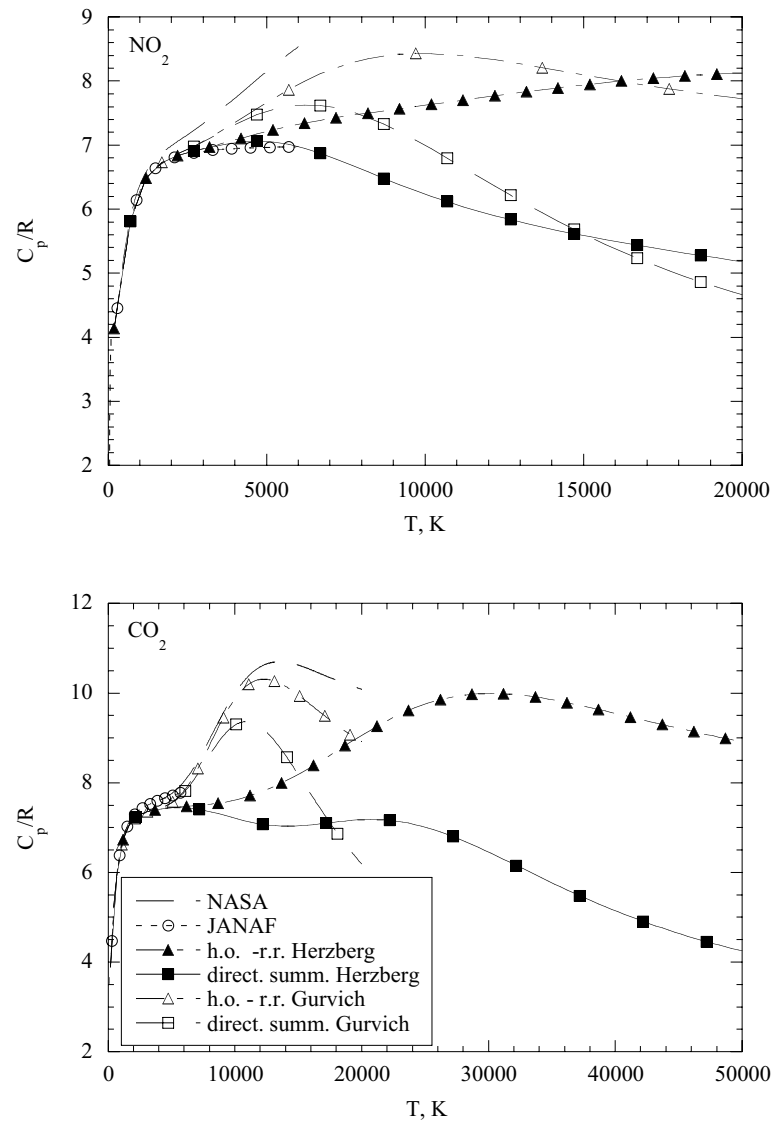 9
8
7
6
5
4
3
2
NO2
Cp/R
0 5000 10000 15000 20000
T, K
12
10
8
6
4
2
CO2
Cp/R
NASA
JANAF
h.o. -r.r. Herzberg
direct. summ. Herzberg
h.o. - r.r. Gurvich
direct. summ. Gurvich
0 10000 20000 30000 40000 50000
T, K